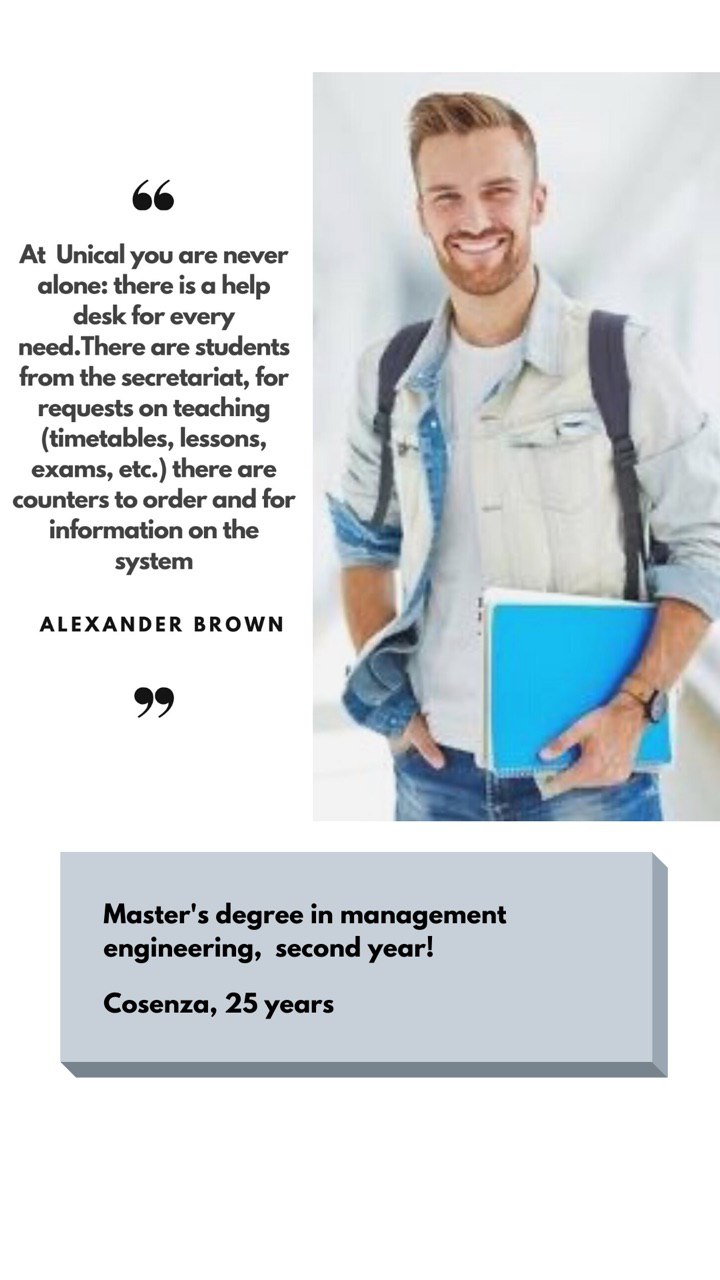 “
At  Unical you are never
alone: there is a help
desk for every
need.There are students
from the secretariat, for
requests on teaching
(timetables, lessons,
exams, etc.) there are
counters to order and for
information on the
system
ALEXANDER BROWN
”
Master's degree in management
engineering,  second year!
Cosenza, 25 years